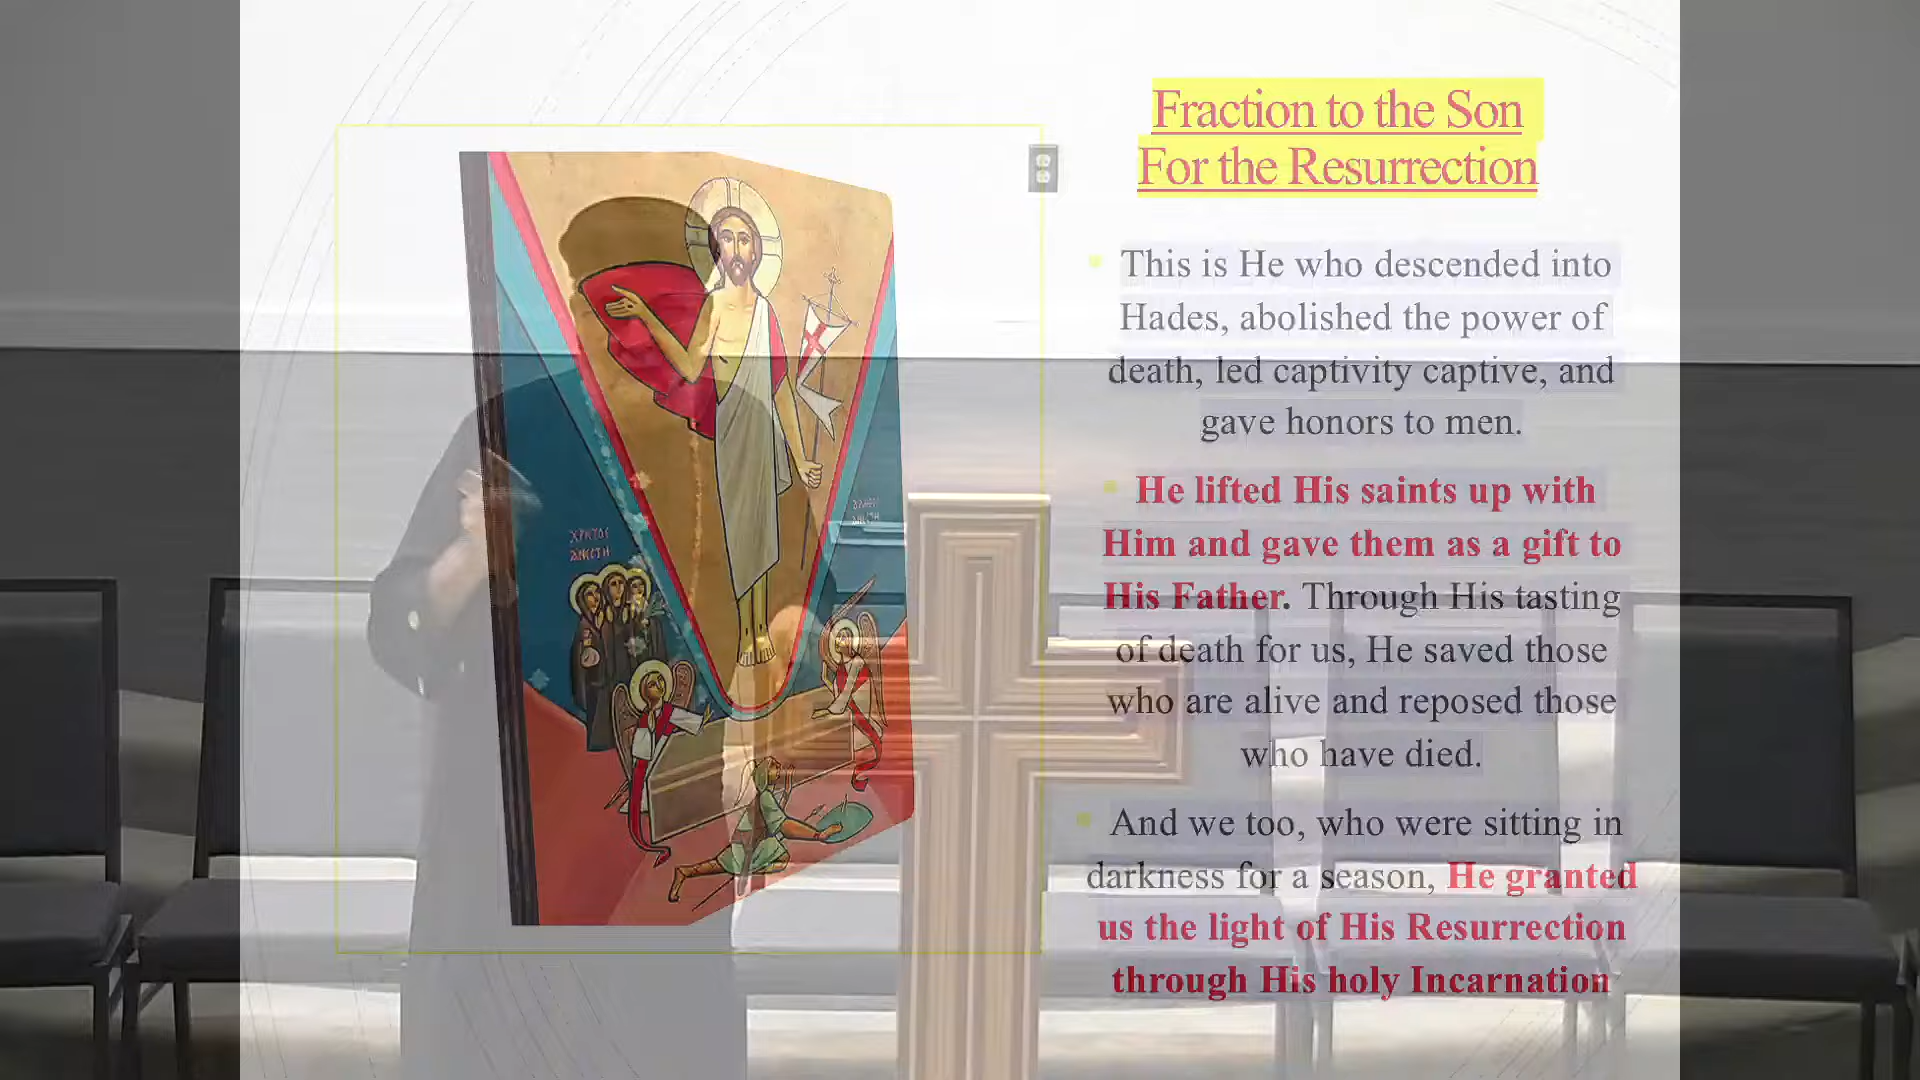 Fraction to the Son
For the Resurrection
This is He who descended into
Hades, abolished the power of
death, led captivity captive, and
gave honors to men.
He lifted His saints up with
Him and gave them as a gift to
His Father. Through His tasting
of death for us, He saved those
who are alive and reposed those
who have died.
And we too, who were sitting in
darkness for a season, He granted
us the light of His Resurrection
through His holy Incarnation